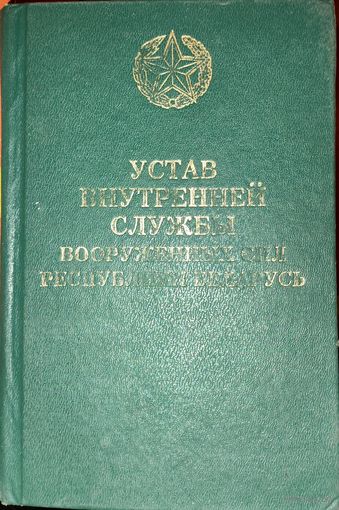 УСТАВ
ВНУТРЕННЕЙ
СЛУЖБЫ
ВООРУЖЕННЫХ СИЛ
РЕСПУБЛИКИ БЕЛАРУСЬ